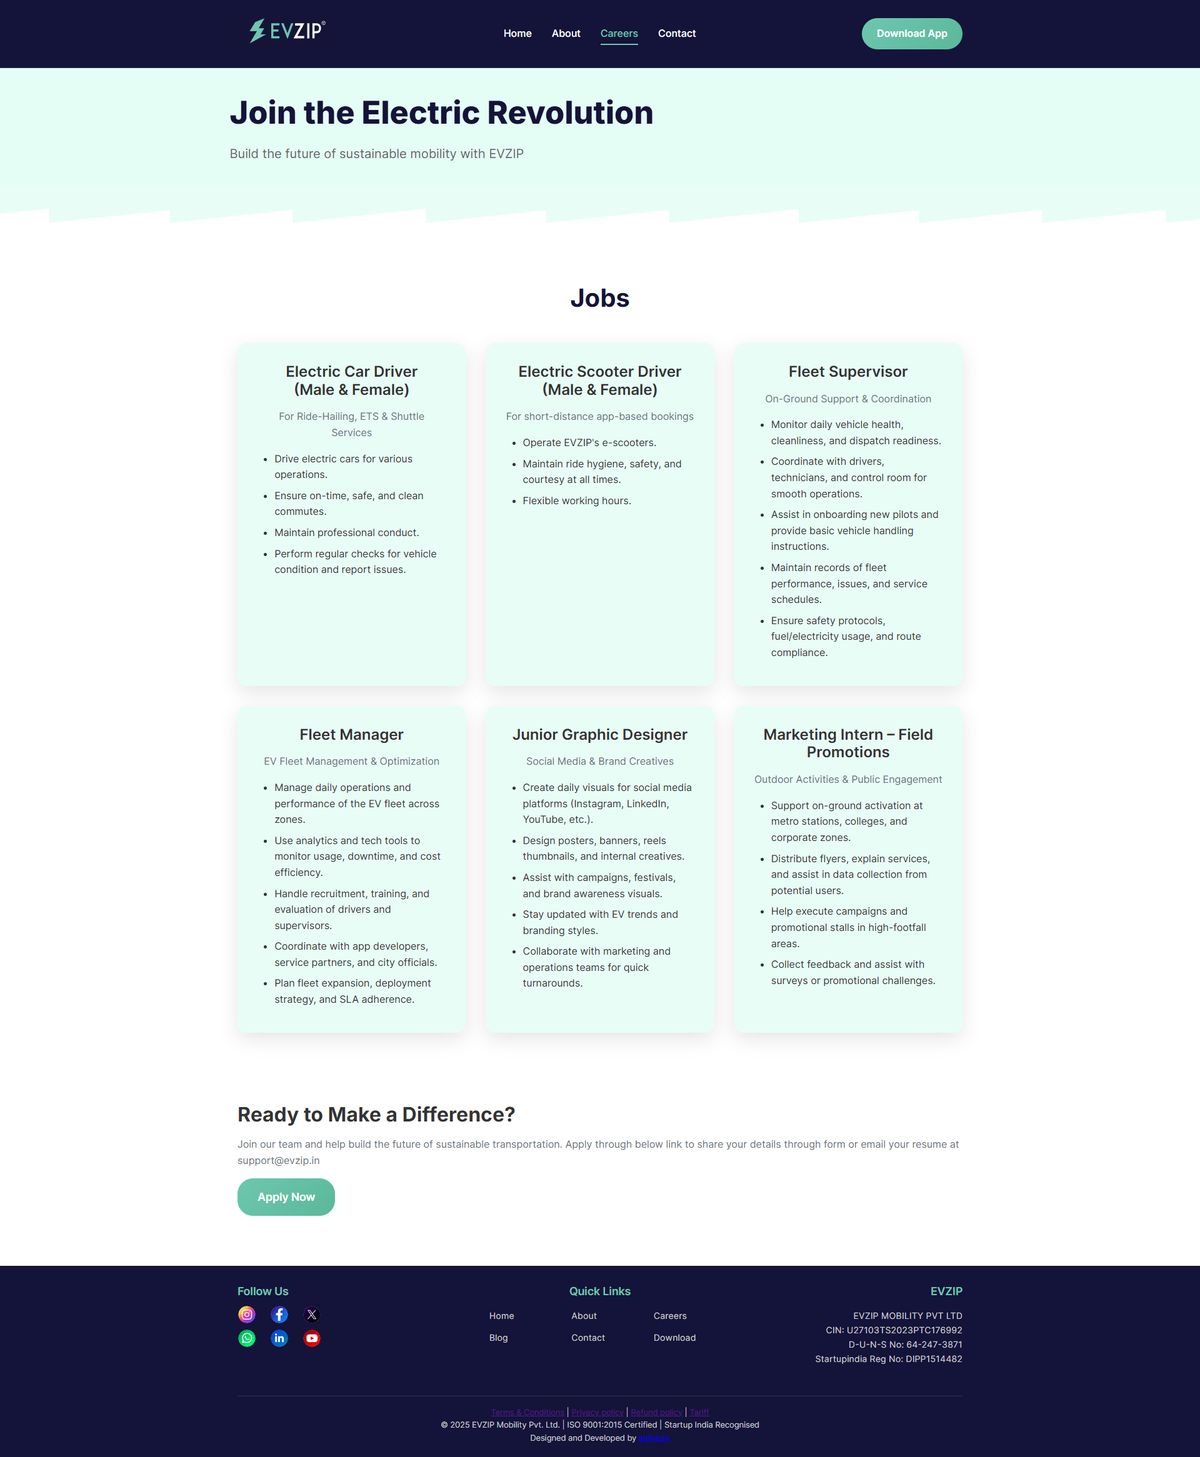 EVZIP®
Home
About
Careers
Contact
Download App
Join the Electric Revolution
Build the future of sustainable mobility with EVZIP
Jobs
Electric Car Driver
(Male & Female)
For Ride-Hailing, ETS & Shuttle
Services
• Drive electric cars for various
operations.
• Ensure on-time, safe, and clean
commutes.
• Maintain professional conduct.
• Perform regular checks for vehicle
condition and report issues.
Electric Scooter Driver
(Male & Female)
For short-distance app-based bookings
• Operate EVZIP's e-scooters.
• Maintain ride hygiene, safety, and
courtesy at all times.
• Flexible working hours.
Fleet Supervisor
On-Ground Support & Coordination
• Monitor daily vehicle health,
cleanliness, and dispatch readiness.
• Coordinate with drivers,
technicians, and control room for
smooth operations.
• Assist in onboarding new pilots and
provide basic vehicle handling
instructions.
• Maintain records of fleet
performance, issues, and service
schedules.
• Ensure safety protocols,
fuel/electricity usage, and route
compliance.
Fleet Manager
EV Fleet Management & Optimization
• Manage daily operations and
performance of the EV fleet across
zones.
• Use analytics and tech tools to
monitor usage, downtime, and cost
efficiency.
• Handle recruitment, training, and
evaluation of drivers and
supervisors.
• Coordinate with app developers,
service partners, and city officials.
• Plan fleet expansion, deployment
strategy, and SLA adherence.
Junior Graphic Designer
Social Media & Brand Creatives
• Create daily visuals for social media
platforms (Instagram, LinkedIn,
YouTube, etc.).
• Design posters, banners, reels
thumbnails, and internal creatives.
• Assist with campaigns, festivals,
and brand awareness visuals.
• Stay updated with EV trends and
branding styles.
• Collaborate with marketing and
operations teams for quick
turnarounds.
Marketing Intern – Field
Promotions
Outdoor Activities & Public Engagement
• Support on-ground activation at
metro stations, colleges, and
corporate zones.
• Distribute flyers, explain services,
and assist in data collection from
potential users.
• Help execute campaigns and
promotional stalls in high-footfall
areas.
• Collect feedback and assist with
surveys or promotional challenges.
Ready to Make a Difference?
Join our team and help build the future of sustainable transportation. Apply through below link to share your details through form or email your resume at
support@evzip.in
Apply Now
Follow Us
Quick Links
Home
About
Careers
Blog
Contact
Download
EVZIP
EVZIP MOBILITY PVT LTD
CIN: U27103TS2023PTC176992
D-U-N-S No: 64-247-3871
Startupindia Reg No: DIPP1514482
Terms & Conditions | Privacy policy | Refund policy | Tariff
© 2025 EVZIP Mobility Pvt. Ltd. | ISO 9001:2015 Certified | Startup India Recognised
Designed and Developed by